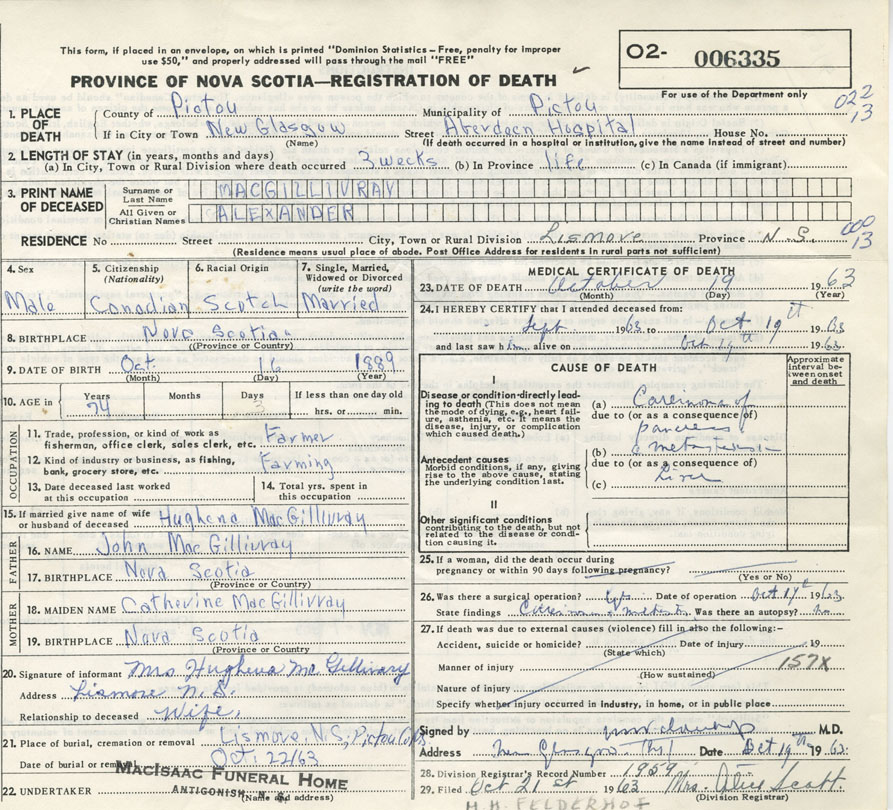 This form, if placed in an envelope, on which is printed "Dominion Statistics – Free, penalty for improper
use $50," and properly addressed will pass through the mail "FREE"
O2- 006335
PROVINCE OF NOVA SCOTIA—REGISTRATION OF DEATH
For use of the Department only
022
13
1. PLACE OF DEATH
County of Pictou Municipality of Pictou
If in City or Town New Glasgow Street Aberdeen Hospital House No.
(Name) (If death occurred in a hospital or institution, give the name instead of street and number)
2. LENGTH OF STAY (in years, months and days)
(a) In City, Town or Rural Division where death occurred 3 weeks (b) In Province life (c) In Canada (if immigrant)
3. PRINT NAME OF DECEASED
Surname or Last Name MACGILLIVRAY
All Given or Christian Names ALEXANDER
RESIDENCE No Street City, Town or Rural Division Lismore Province N.S.
000
13
(Residence means usual place of abode. Post Office Address for residents in rural parts not sufficient)
4. Sex Male
5. Citizenship (Nationality) Canadian
6. Racial Origin Scotch
7. Single, Married, Widowed or Divorced (write the word) Married
8. BIRTHPLACE Nova Scotia
(Province or Country)
9. DATE OF BIRTH Oct. 16 1889
(Month) (Day) (Year)
10. AGE in Years 74 Months Days 3 If less than one day old hrs. or min.
OCCUPATION
11. Trade, profession, or kind of work as fisherman, office clerk, sales clerk, etc. Farmer
12. Kind of industry or business, as fishing, bank, grocery store, etc. Farming
13. Date deceased last worked at this occupation
14. Total yrs. spent in this occupation
15. If married give name of wife or husband of deceased Hughena MacGillivray
FATHER
16. NAME John MacGillivray
17. BIRTHPLACE Nova Scotia
(Province or Country)
MOTHER
18. MAIDEN NAME Catherine MacGillivray
19. BIRTHPLACE Nova Scotia
(Province or Country)
20. Signature of informant Mrs Hughena McGillivary
Address Lismore N.S.
Relationship to deceased Wife
21. Place of burial, cremation or removal Lismore, N.S., Pictou Co.
Date of burial or removal Oct. 22/63
22. UNDERTAKER MACISAAC FUNERAL HOME
ANTIGONISH, N. S.
(Name and address)
MEDICAL CERTIFICATE OF DEATH
23. DATE OF DEATH October 19 1963
(Month) (Day) (Year)
24. I HEREBY CERTIFY that I attended deceased from:
Sept. 1963 to Oct 19th 1963
and last saw him alive on Oct 19th 1963
CAUSE OF DEATH
Approximate interval between onset and death
I
Disease or condition directly leading to death (This does not mean the mode of dying, e.g., heart failure, asthenia, etc. It means the disease, injury, or complication which caused death.)
(a) Carcinoma of
due to (or as a consequence of)
pancreas
Antecedent causes
Morbid conditions, if any, giving rise to the above cause, stating the underlying condition last.
(b)
due to (or as a consequence of)
(c) Liver
II
Other significant conditions
contributing to the death, but not related to the disease or condition causing it.
25. If a woman, did the death occur during pregnancy or within 90 days following pregnancy?
(Yes or No)
26. Was there a surgical operation? Yes Date of operation Oct 17th 1963
State findings Was there an autopsy? No
27. If death was due to external causes (violence) fill in also the following:–
Accident, suicide or homicide? Date of injury 19
(State which)
Manner of injury 157X
(How sustained)
Nature of injury
Specify whether injury occurred in Industry, in home, or in public place
Signed by M.D.
Address New Glasgow Date Oct 19th 1963
28. Division Registrar's Record Number 1959
29. Filed Oct 21st 1963 Mrs. Scott
(Division Registrar)
H.H. FELDERHOF